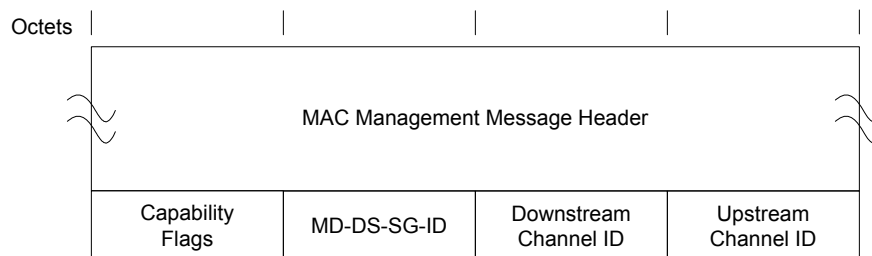 Octets
MAC Management Message Header
Capability
Flags
MD-DS-SG-ID
Downstream
Channel ID
Upstream
Channel ID